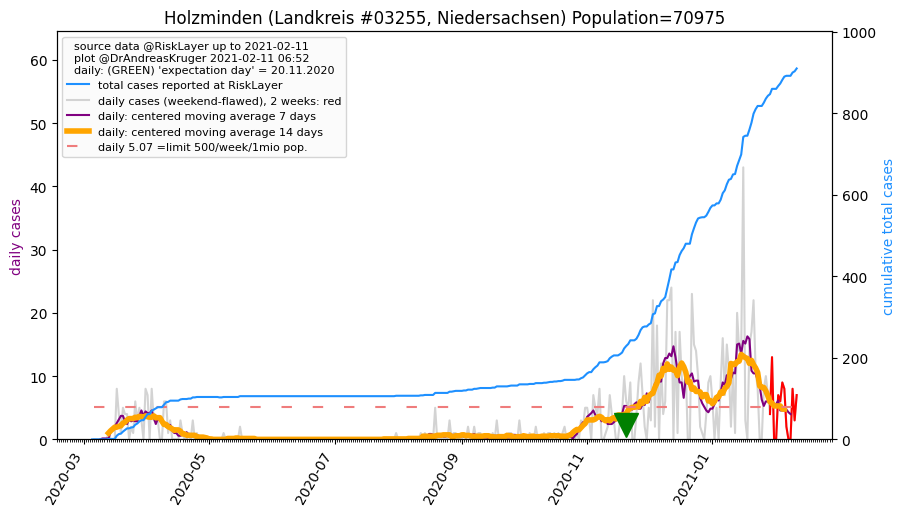 Holzminden (Landkreis #03255, Niedersachsen) Population=70975
source data @RiskLayer up to 2021-02-11
plot @DrAndreasKruger 2021-02-11 06:52
daily: (GREEN) 'expectation day' = 20.11.2020
total cases reported at RiskLayer
daily cases (weekend-flawed), 2 weeks: red
daily: centered moving average 7 days
daily: centered moving average 14 days
daily 5.07 =limit 500/week/1mio pop.
daily cases
60
50
40
30
20
10
0
cumulative total cases
1000
800
600
400
200
0
2020-03
2020-05
2020-07
2020-09
2020-11
2021-01